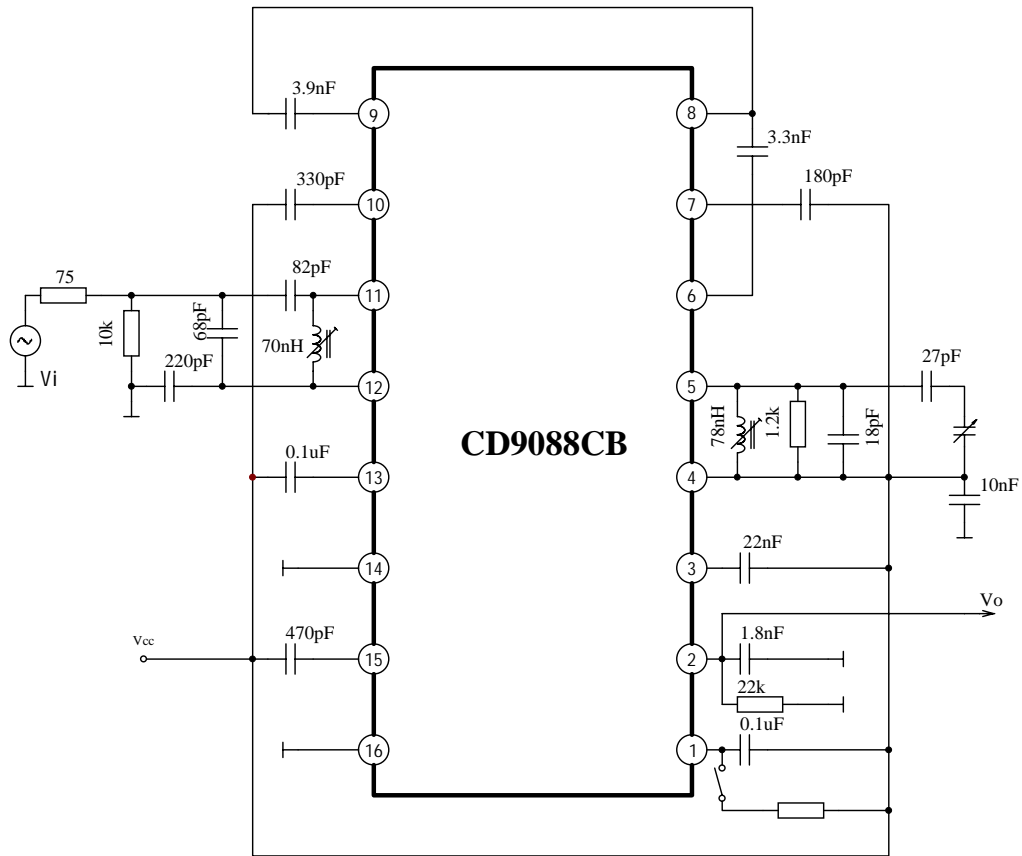 3.9nF
9
8
3.3nF
330pF
180pF
10
7
75
82pF
11
6
10k
68pF
70nH
Vi
220pF
12
5
27pF
78nH
1.2k
18pF
CD9088CB
0.1uF
13
4
10nF
22nF
14
3
Vo
Vcc
470pF
1.8nF
15
2
22k
0.1uF
16
1